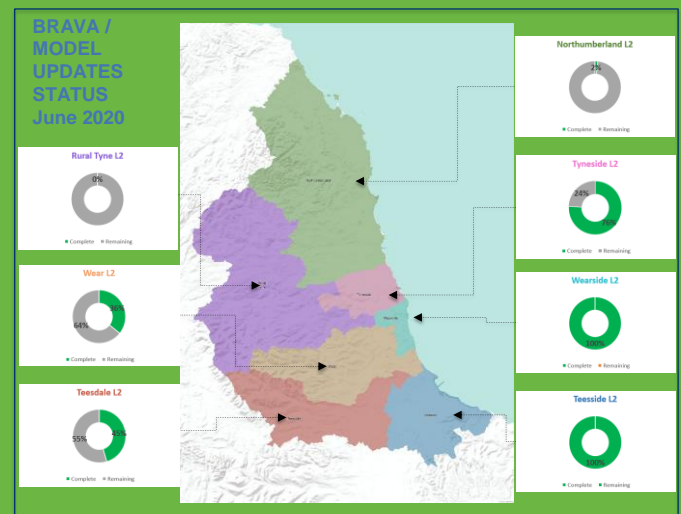 BRAVA /
MODEL
UPDATES
STATUS
June 2020
Rural Tyne L2
0%
Complete Remaining
Wear L2
36%
64%
Complete Remaining
Teesdale L2
45%
55%
Complete Remaining
Northumberland L2
2%
Complete Remaining
Tyneside L2
24%
76%
Complete Remaining
Wearside L2
100%
Complete Remaining
Teesside L2
100%
Complete Remaining